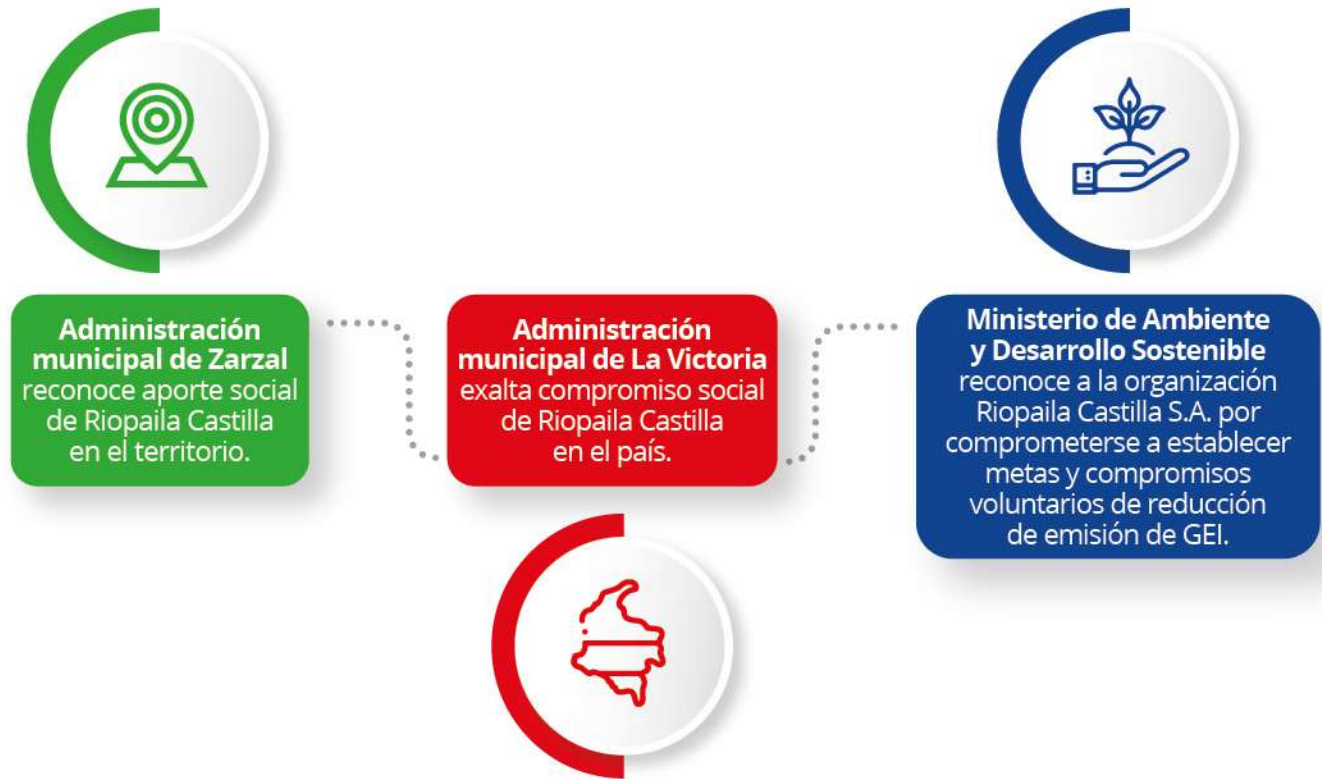 Administración
municipal de Zarzal
reconoce aporte social
de Riopaila Castilla
en el territorio.
Administración
municipal de La Victoria
exalta compromiso social
de Riopaila Castilla
en el país.
Ministerio de Ambiente
y Desarrollo Sostenible
reconoce a la organización
Riopaila Castilla S.A. por
comprometerse a establecer
metas y compromisos
voluntarios de reducción
de emisión de GEI.